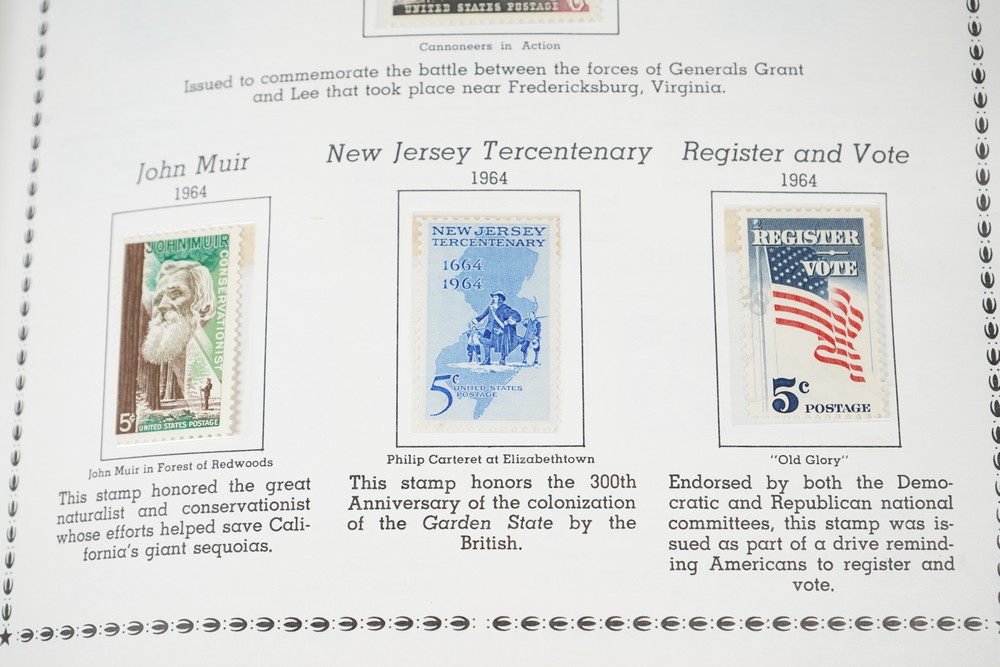 UNITED STATES POSTAGE
Cannoneers in Action
Issued to commemorate the battle between the forces of Generals Grant
and Lee that took place near Fredericksburg, Virginia.
John Muir
1964
JOHN MUIR
CONSERVATIONIST
5¢
UNITED STATES POSTAGE
John Muir in Forest of Redwoods
This stamp honored the great
naturalist and conservationist
whose efforts helped save Cali-
fornia's giant sequoias.
New Jersey Tercentenary
1964
NEW JERSEY
TERCENTENARY
1664
1964
5c
UNITED STATES
POSTAGE
Philip Carteret at Elizabethtown
This stamp honors the 300th
Anniversary of the colonization
of the Garden State by the
British.
Register and Vote
1964
REGISTER
VOTE
5c POSTAGE
"Old Glory"
Endorsed by both the Demo-
cratic and Republican national
committees, this stamp was is-
sued as part of a drive remind-
ing Americans to register and
vote.